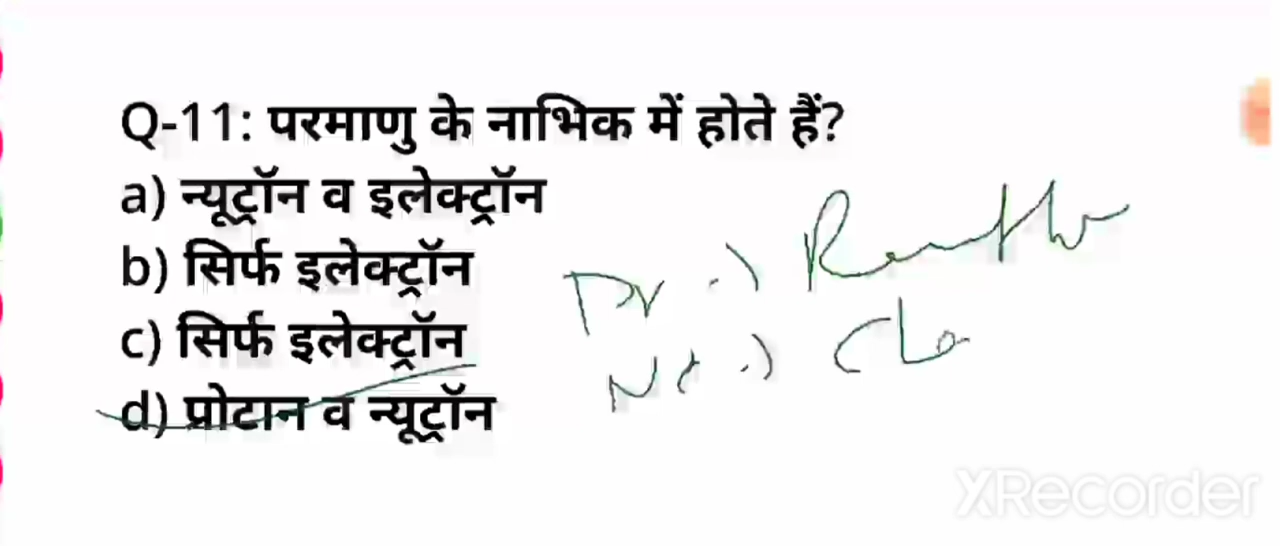 Q-11: परमाणु के नाभिक में होते हैं?
a) न्यूट्रॉन व इलेक्ट्रॉन
b) सिर्फ इलेक्ट्रॉन
c) सिर्फ इलेक्ट्रॉन
d) प्रोटान व न्यूट्रॉन
XRecorder